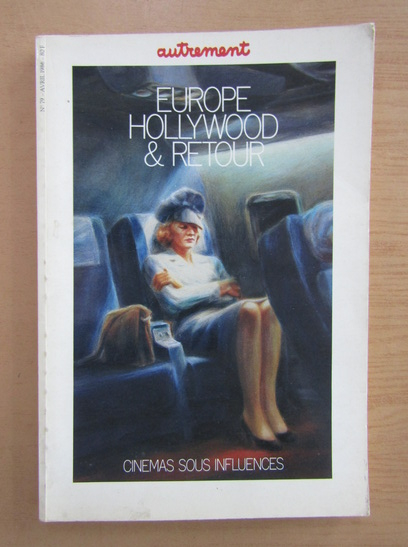 autrement
EUROPE
HOLLYWOOD
& RETOUR
CINEMAS SOUS INFLUENCES